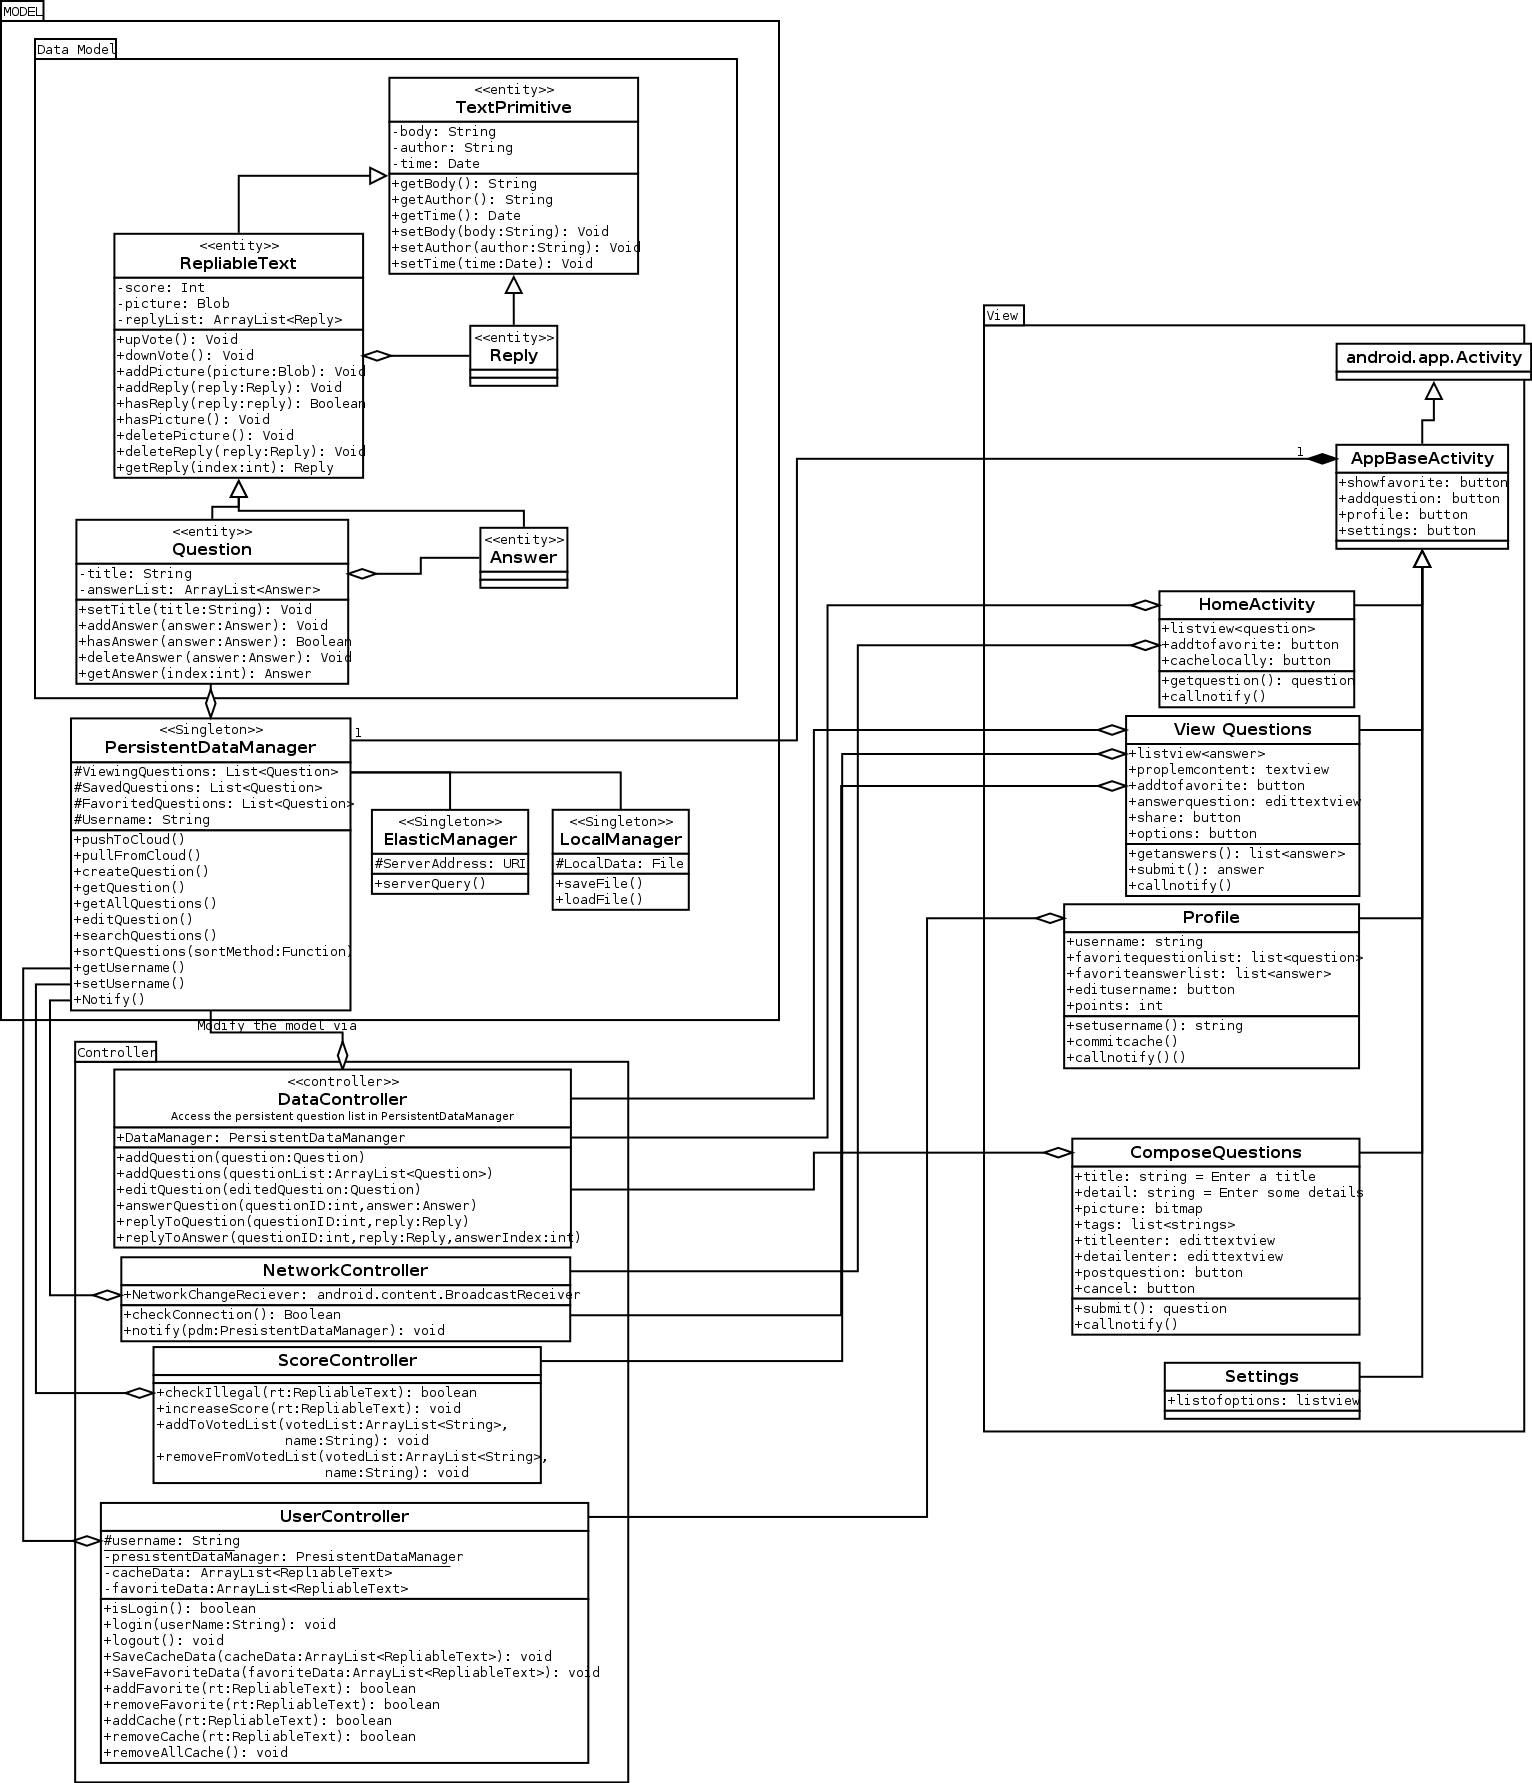 MODEL
Data Model
<<entity>>
TextPrimitive
-body: String
-author: String
-time: Date
+getBody(): String
+getAuthor(): String
+getTime(): Date
+setBody(body:String): Void
+setAuthor(author:String): Void
+setTime(time:Date): Void
<<entity>>
RepliableText
-score: Int
-picture: Blob
-replyList: ArrayList<Reply>
+upVote(): Void
+downVote(): Void
+addPicture(picture:Blob): Void
+addReply(reply:Reply): Void
+hasReply(reply:reply): Boolean
+hasPicture(): Void
+deletePicture(): Void
+deleteReply(reply:Reply): Void
+getReply(index:int): Reply
<<entity>>
Reply
<<entity>>
Question
-title: String
-answerList: ArrayList<Answer>
+setTitle(title:String): Void
+addAnswer(answer:Answer): Void
+hasAnswer(answer:Answer): Boolean
+deleteAnswer(answer:Answer): Void
+getAnswer(index:int): Answer
<<entity>>
Answer
<<Singleton>>
PersistentDataManager
#ViewingQuestions: List<Question>
#SavedQuestions: List<Question>
#FavoritedQuestions: List<Question>
#Username: String
+pushToCloud()
+pullFromCloud()
+createQuestion()
+getQuestion()
+getAllQuestions()
+editQuestion()
+searchQuestions()
+sortQuestions(sortMethod:Function)
+getUsername()
+setUsername()
+Notify()
1
<<Singleton>>
ElasticManager
#ServerAddress: URI
+serverQuery()
<<Singleton>>
LocalManager
#LocalData: File
+saveFile()
+loadFile()
Modify the model via
Controller
<<controller>>
DataController
Access the persistent question list in PersistentDataManager
+DataManager: PersistentDataMananger
+addQuestion(question:Question)
+addQuestions(questionList:ArrayList<Question>)
+editQuestion(editedQuestion:Question)
+answerQuestion(questionID:int,answer:Answer)
+replyToQuestion(questionID:int,reply:Reply)
+replyToAnswer(questionID:int,reply:Reply,answerIndex:int)
NetworkController
+NetworkChangeReciever: android.content.BroadcastReceiver
+checkConnection(): Boolean
+notify(pdm:PresistentDataManager): void
ScoreController
+checkIllegal(rt:RepliableText): boolean
+increaseScore(rt:RepliableText): void
+addToVotedList(votedList:ArrayList<String>,
name:String): void
+removeFromVotedList(votedList:ArrayList<String>,
name:String): void
UserController
#username: String
-presistentDataManager: PresistentDataManager
-cacheData: ArrayList<RepliableText>
-favoriteData:ArrayList<RepliableText>
+isLogin(): boolean
+login(userName:String): void
+logout(): void
+SaveCacheData(cacheData:ArrayList<RepliableText>): void
+SaveFavoriteData(favoriteData:ArrayList<RepliableText>): void
+addFavorite(rt:RepliableText): boolean
+removeFavorite(rt:RepliableText): boolean
+addCache(rt:RepliableText): boolean
+removeCache(rt:RepliableText): boolean
+removeAllCache(): void
View
android.app.Activity
1
AppBaseActivity
+showfavorite: button
+addquestion: button
+profile: button
+settings: button
HomeActivity
+listview<question>
+addtofavorite: button
+cachelocally: button
+getquestion(): question
+callnotify()
View Questions
+listview<answer>
+proplemcontent: textview
+addtofavorite: button
+answerquestion: edittextview
+share: button
+options: button
+getanswers(): list<answer>
+submit(): answer
+callnotify()
Profile
+username: string
+favoritequestionlist: list<question>
+favoriteanswerlist: list<answer>
+editusername: button
+points: int
+setusername(): string
+commitcache()
+callnotify()()
ComposeQuestions
+title: string = Enter a title
+detail: string = Enter some details
+picture: bitmap
+tags: list<strings>
+titleenter: edittextview
+detailenter: edittextview
+postquestion: button
+cancel: button
+submit(): question
+callnotify()
Settings
+listofoptions: listview